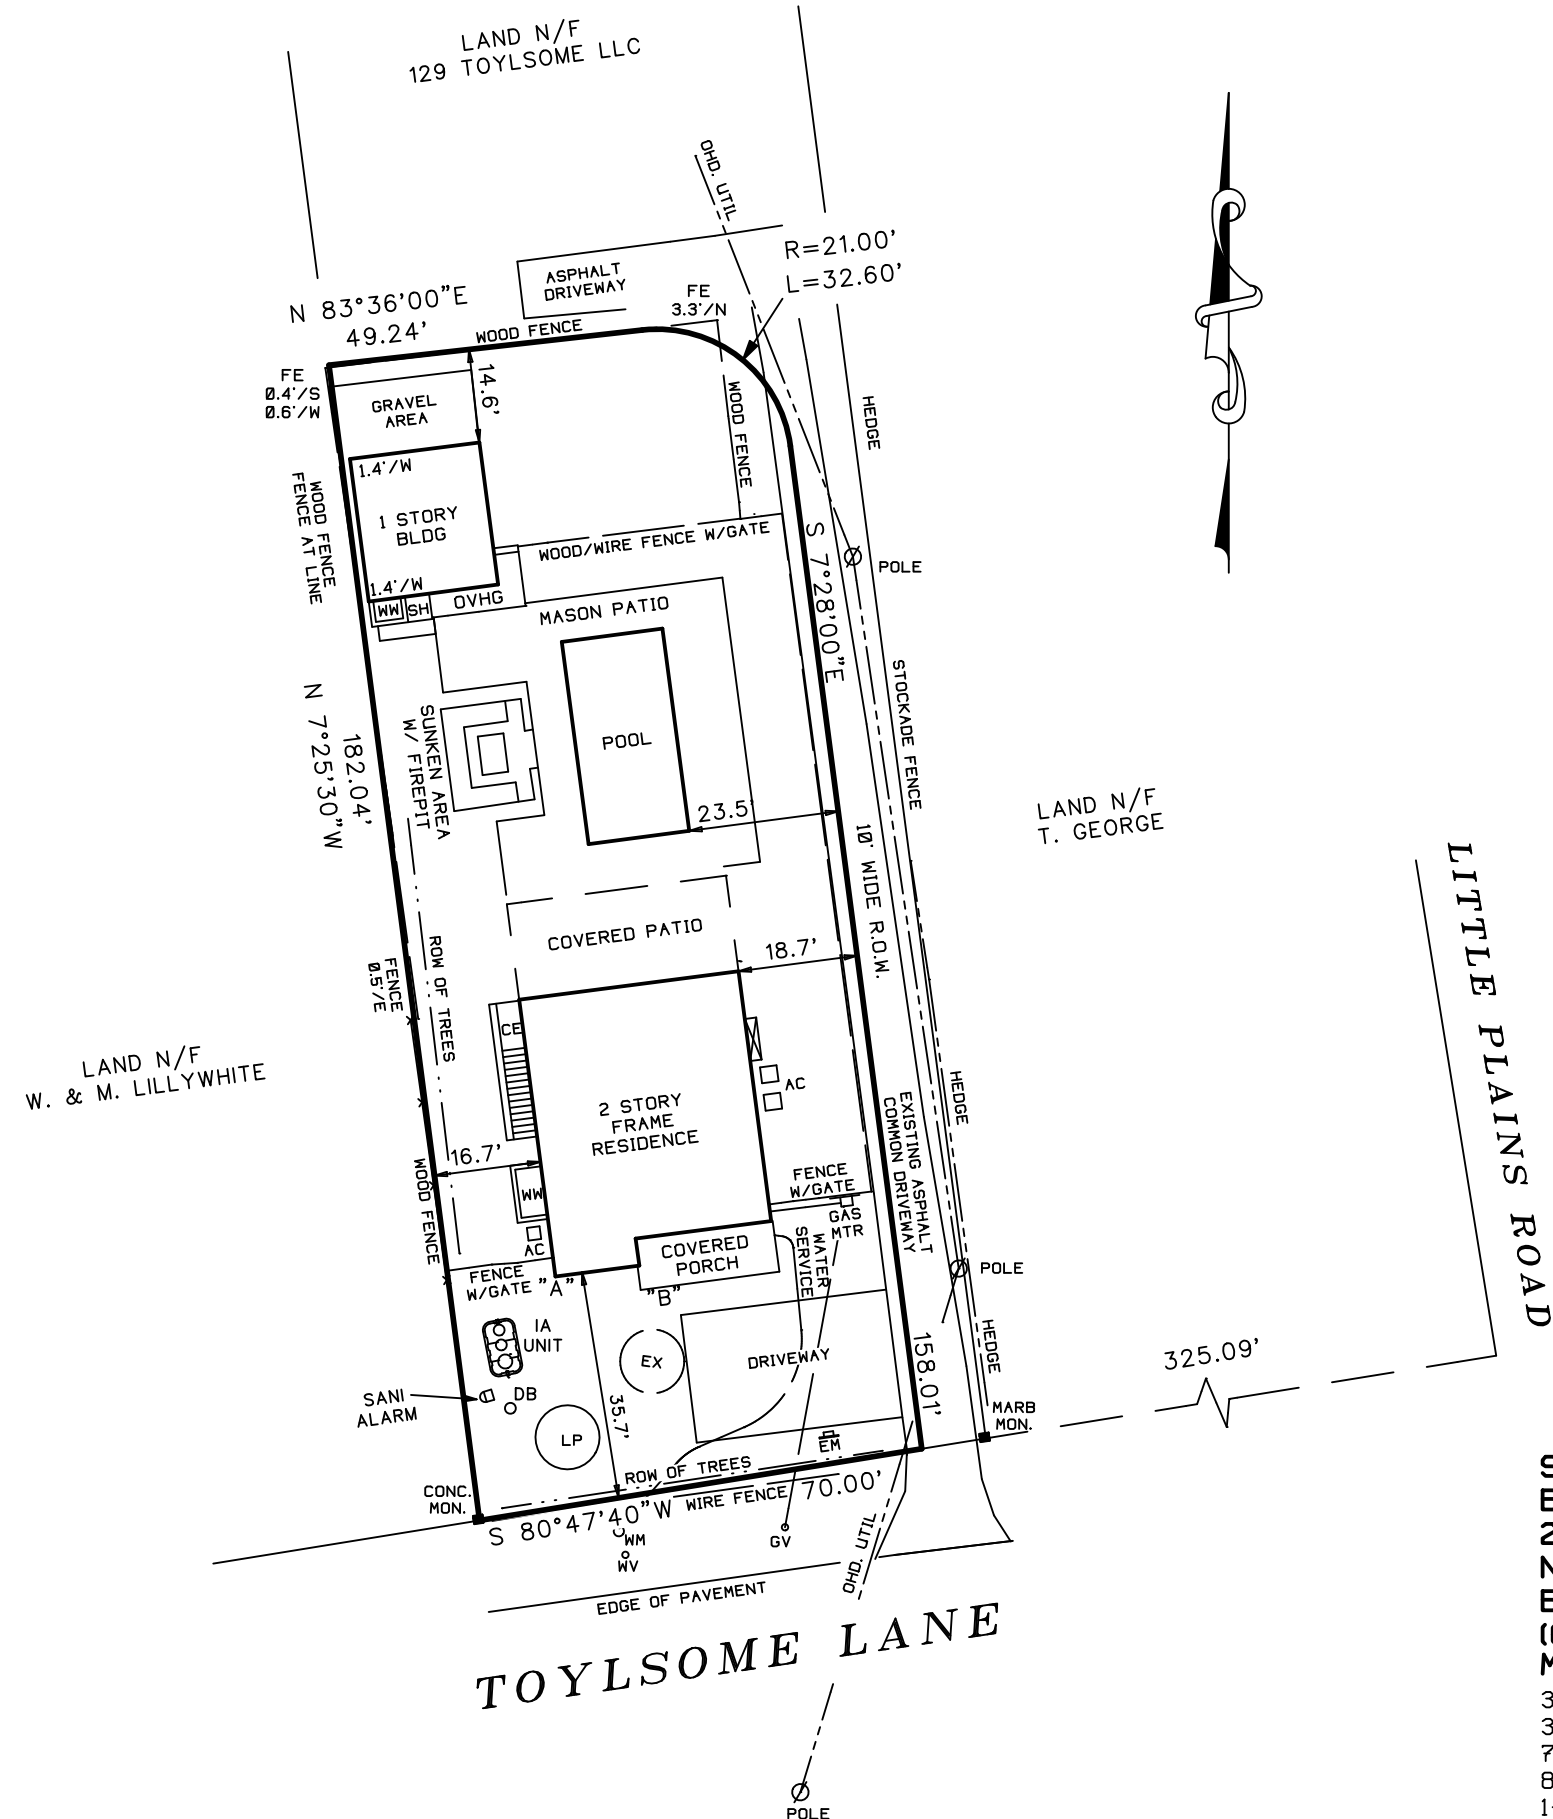 LAND N/F
129 TOYLSOME LLC
OHD. UTIL
R=21.00'
L=32.60'
ASPHALT
DRIVEWAY
N 83°36'00"E
49.24'
FE
3.3'/N
WOOD FENCE
FE
0.4'/S
0.6'/W
14.6'
GRAVEL
AREA
WOOD FENCE
HEDGE
1.4'/W
1 STORY
BLDG
1.4'/W
WOOD FENCE
FENCE AT LINE
WOOD/WIRE FENCE W/GATE
S 7°28'00"E
POLE
WW
SH
OVHG
MASON PATIO
N 7°25'30"W
182.04'
SUNKEN AREA
W/ FIREPIT
POOL
STOCKADE FENCE
23.5'
10' WIDE R.O.W.
LAND N/F
T. GEORGE
LITTLE PLAINS ROAD
COVERED PATIO
18.7'
FENCE
0.5'/E
ROW OF TREES
CE
LAND N/F
W. & M. LILLYWHITE
AC
2 STORY
FRAME
RESIDENCE
HEDGE
EXISTING ASPHALT
COMMON DRIVEWAY
16.7'
WOOD FENCE
WW
AC
FENCE
W/GATE
GAS
MTR
WATER
SERVICE
COVERED
PORCH
FENCE
W/GATE
"A"
"B"
POLE
IA
UNIT
EX
DRIVEWAY
HEDGE
158.01'
325.09'
SANI
ALARM
DB
35.7'
LP
MARB
MON.
EM
ROW OF TREES
CONC.
MON.
S 80°47'40"W
WIRE FENCE
70.00'
WM
WV
GV
OHD. UTIL
EDGE OF PAVEMENT
TOYLSOME LANE
POLE